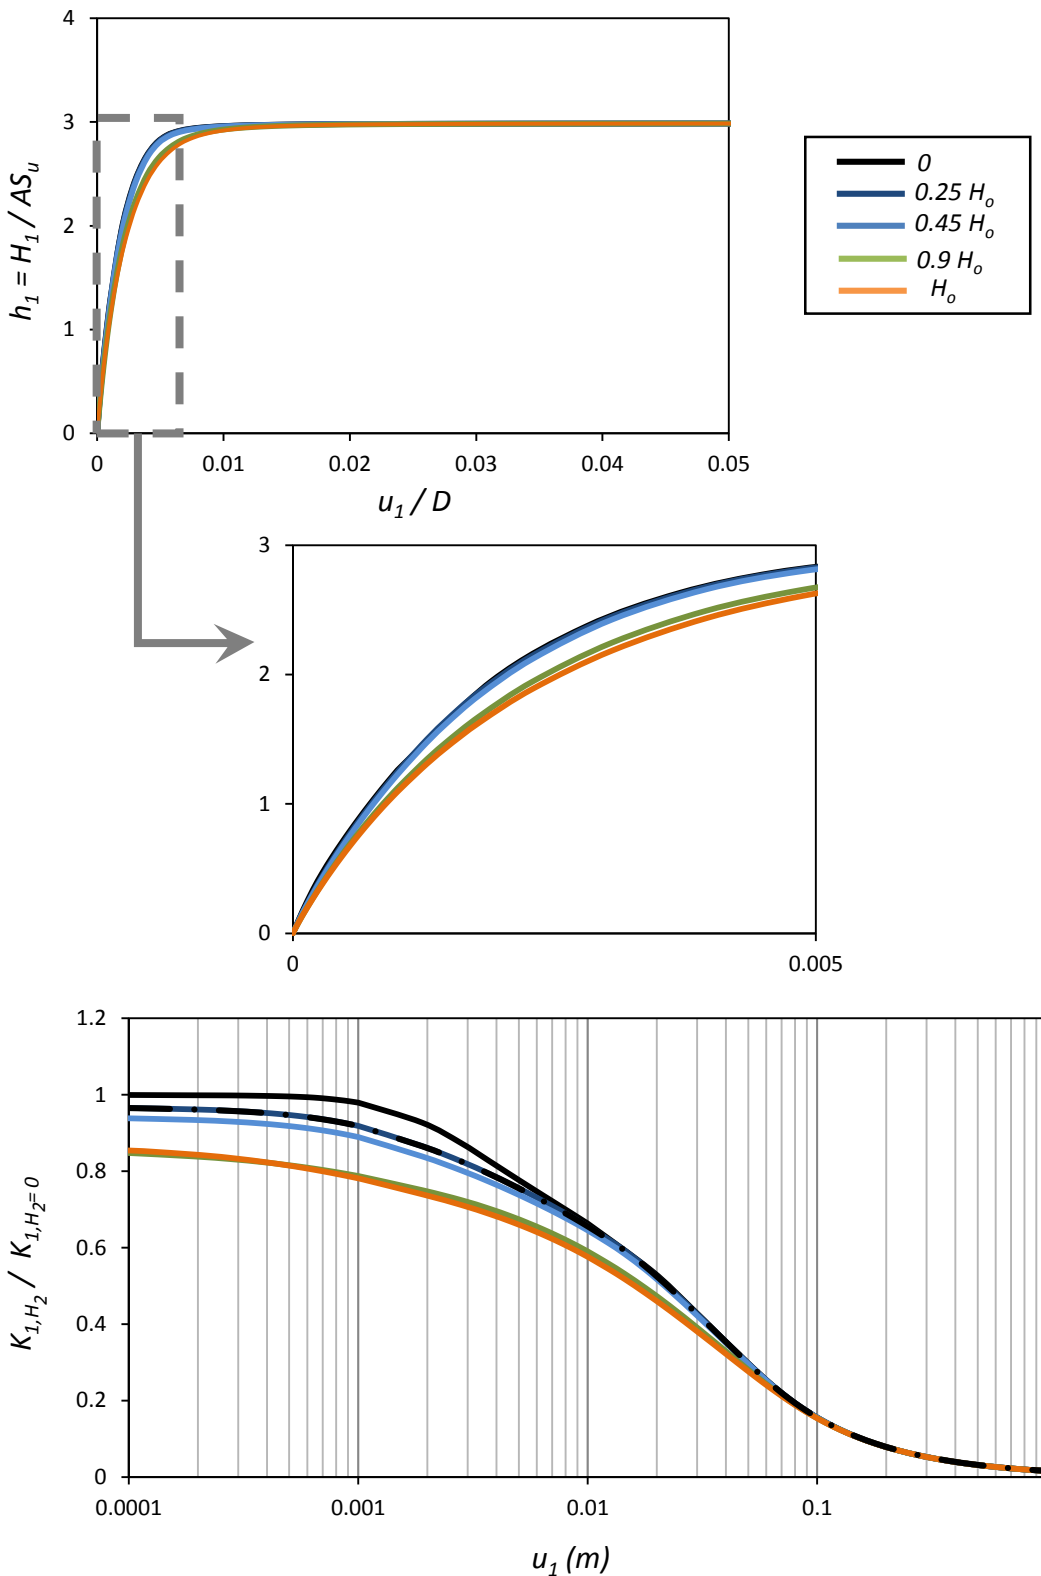 4
3
2
1
0
h₁ = H₁ / ASᵤ
0 0.01 0.02 0.03 0.04 0.05
u₁ / D
0
0.25 Hₒ
0.45 Hₒ
0.9 Hₒ
Hₒ
3
2
1
0
0 0.005
1.2
1
0.8
0.6
0.4
0.2
0
K₁,H₂ / K₁,H₂=0
0.0001 0.001 0.01 0.1
u₁ (m)